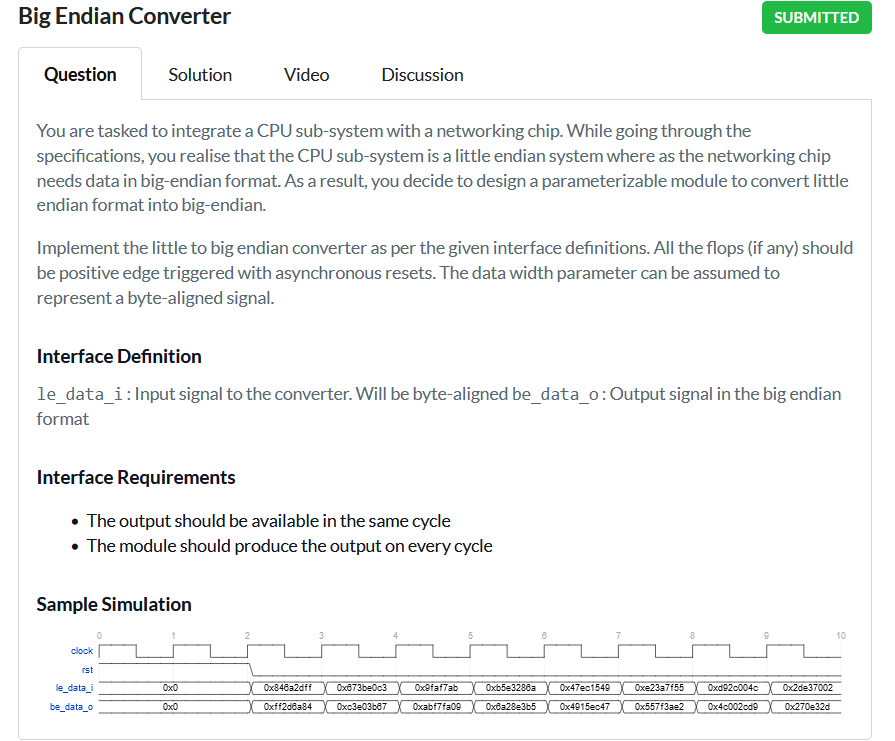 Big Endian Converter
SUBMITTED
Question Solution Video Discussion
You are tasked to integrate a CPU sub-system with a networking chip. While going through the
specifications, you realise that the CPU sub-system is a little endian system where as the networking chip
needs data in big-endian format. As a result, you decide to design a parameterizable module to convert little
endian format into big-endian.
Implement the little to big endian converter as per the given interface definitions. All the flops (if any) should
be positive edge triggered with asynchronous resets. The data width parameter can be assumed to
represent a byte-aligned signal.
Interface Definition
le_data_i : Input signal to the converter. Will be byte-aligned be_data_o : Output signal in the big endian
format
Interface Requirements
• The output should be available in the same cycle
• The module should produce the output on every cycle
Sample Simulation
0 1 2 3 4 5 6 7 8 9 10
clock
rst
le_data_i 0x0 0x846a2dff 0x673be0c3 0x9faf7ab 0xb5e3286a 0x47ec1549 0xe23a7f55 0xd92c004c 0x2de37002
be_data_o 0x0 0xff2d6a84 0xc3e03b67 0xabf7fa09 0x6a28e3b5 0x4915ec47 0x557f3ae2 0x4c002cd9 0x270e32d